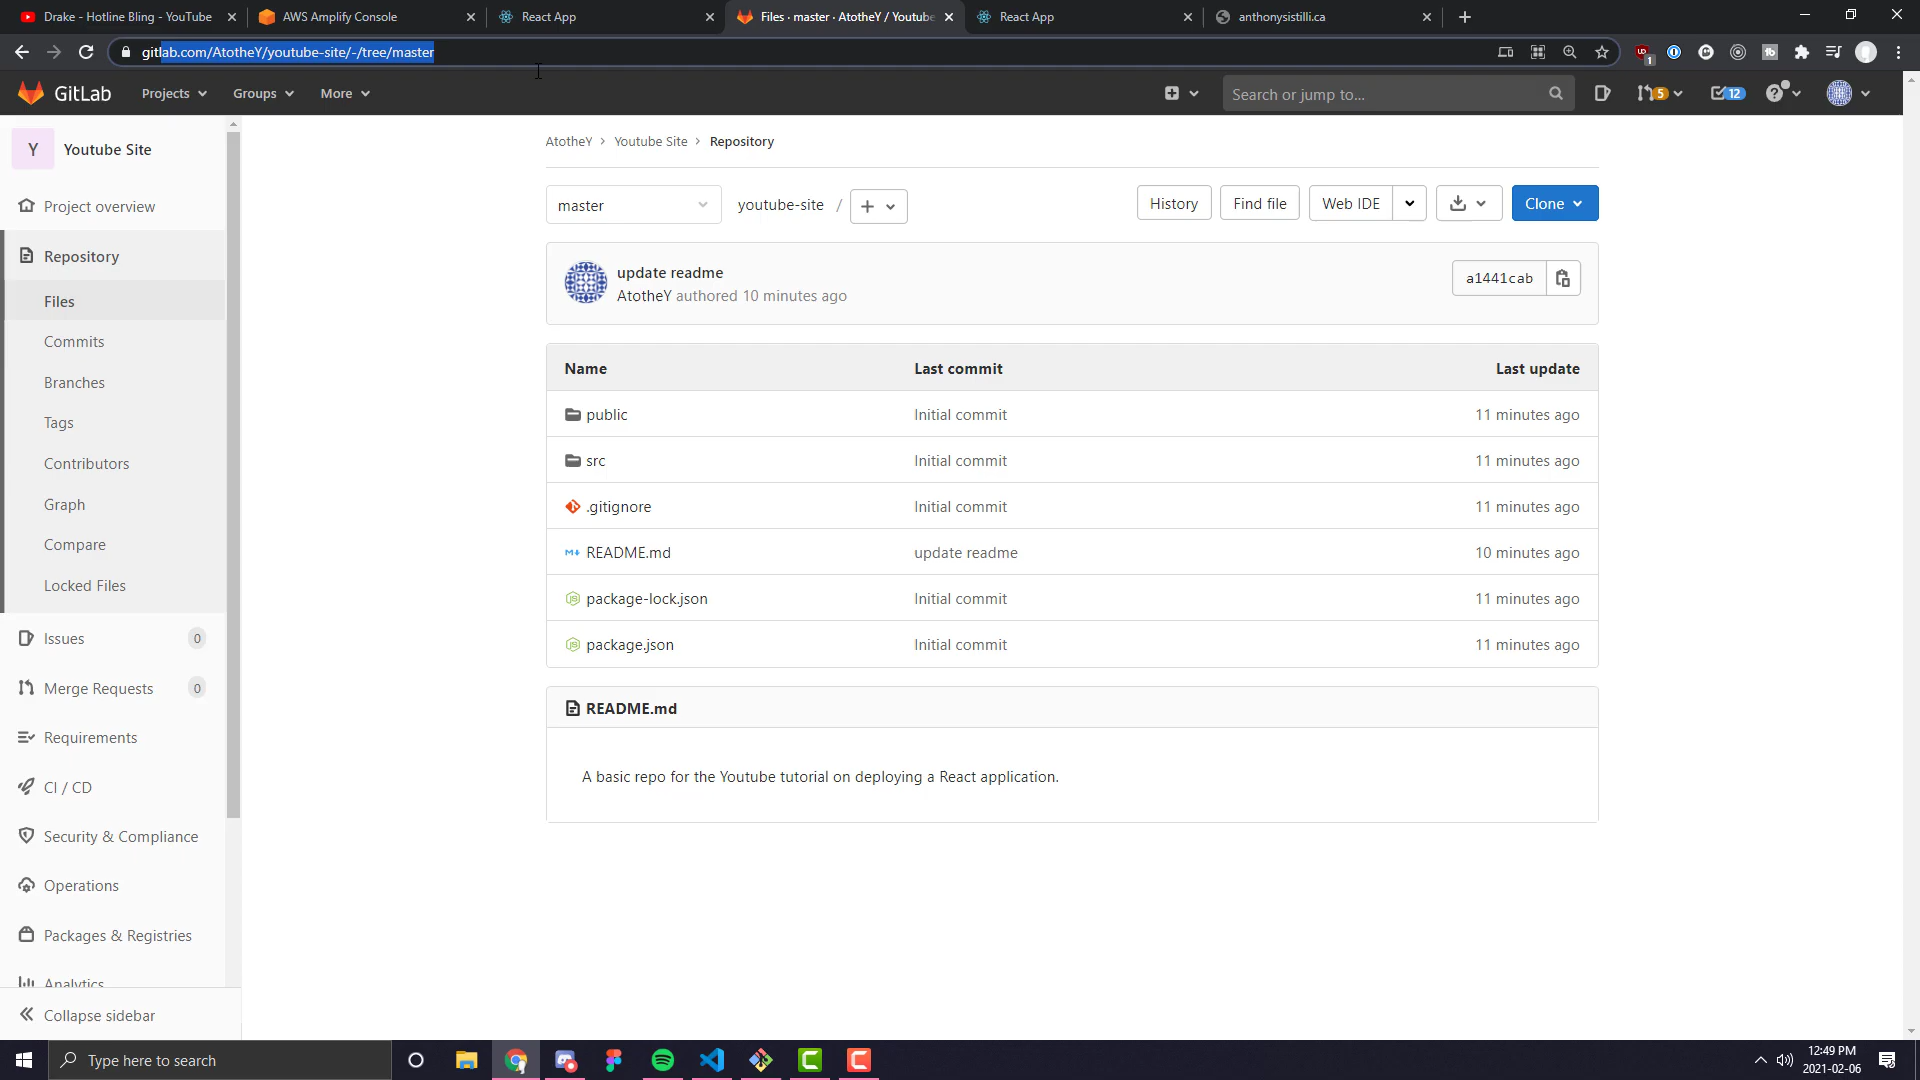 Drake - Hotline Bling - YouTube
AWS Amplify Console
React App
Files · master · AtotheY / Youtube
React App
anthonysistilli.ca
gitlab.com/AtotheY/youtube-site/-/tree/master
1
GitLab
Projects
Groups
More
Search or jump to...
5
12
Y
Youtube Site
Project overview
Repository
Files
Commits
Branches
Tags
Contributors
Graph
Compare
Locked Files
Issues
0
Merge Requests
0
Requirements
CI / CD
Security & Compliance
Operations
Packages & Registries
Analytics
Collapse sidebar
AtotheY > Youtube Site > Repository
master
youtube-site /
History
Find file
Web IDE
Clone
update readme
AtotheY authored 10 minutes ago
a1441cab
Name Last commit Last update
public Initial commit 11 minutes ago
src Initial commit 11 minutes ago
.gitignore Initial commit 11 minutes ago
README.md update readme 10 minutes ago
package-lock.json Initial commit 11 minutes ago
package.json Initial commit 11 minutes ago
README.md
A basic repo for the Youtube tutorial on deploying a React application.
Type here to search
12:49 PM
2021-02-06